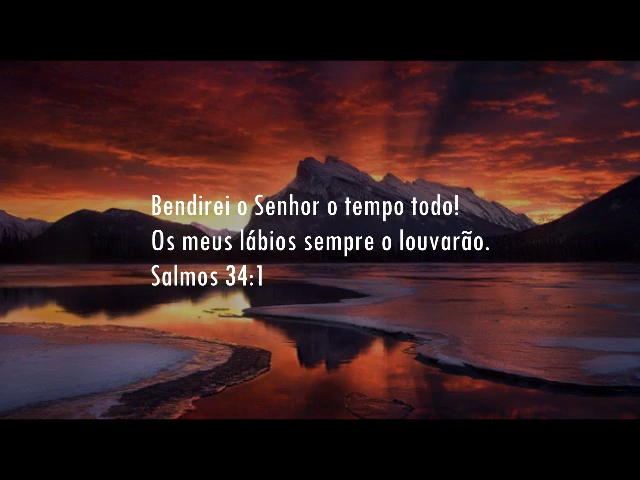 Bendirei o Senhor o tempo todo!
Os meus lábios sempre o louvarão.
Salmos 34:1